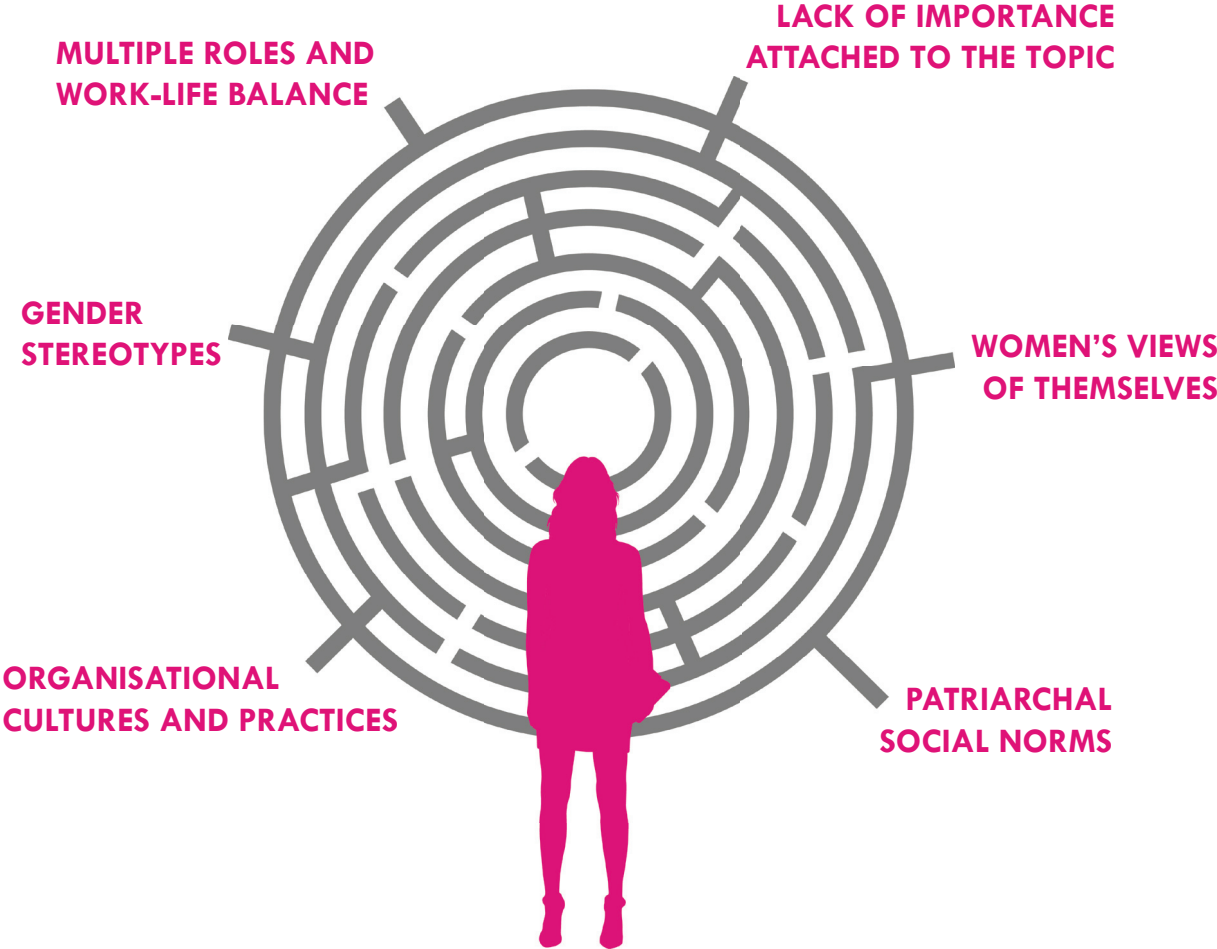 MULTIPLE ROLES AND
WORK-LIFE BALANCE
LACK OF IMPORTANCE
ATTACHED TO THE TOPIC
GENDER
STEREOTYPES
WOMEN'S VIEWS
OF THEMSELVES
ORGANISATIONAL
CULTURES AND PRACTICES
PATRIARCHAL
SOCIAL NORMS